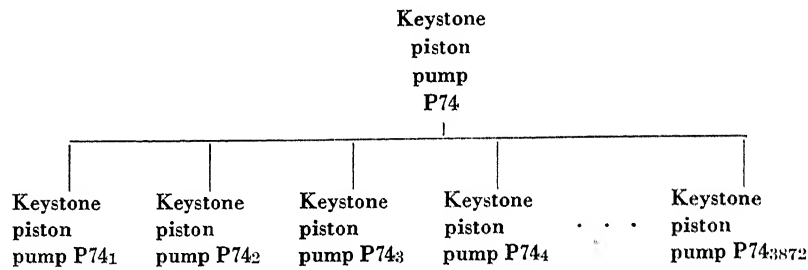 Keystone
piston
pump
P74
Keystone
piston
pump P74₁
Keystone
piston
pump P74₂
Keystone
piston
pump P74₃
Keystone
piston
pump P74₄
. . .
Keystone
piston
pump P74₃₈₇₂